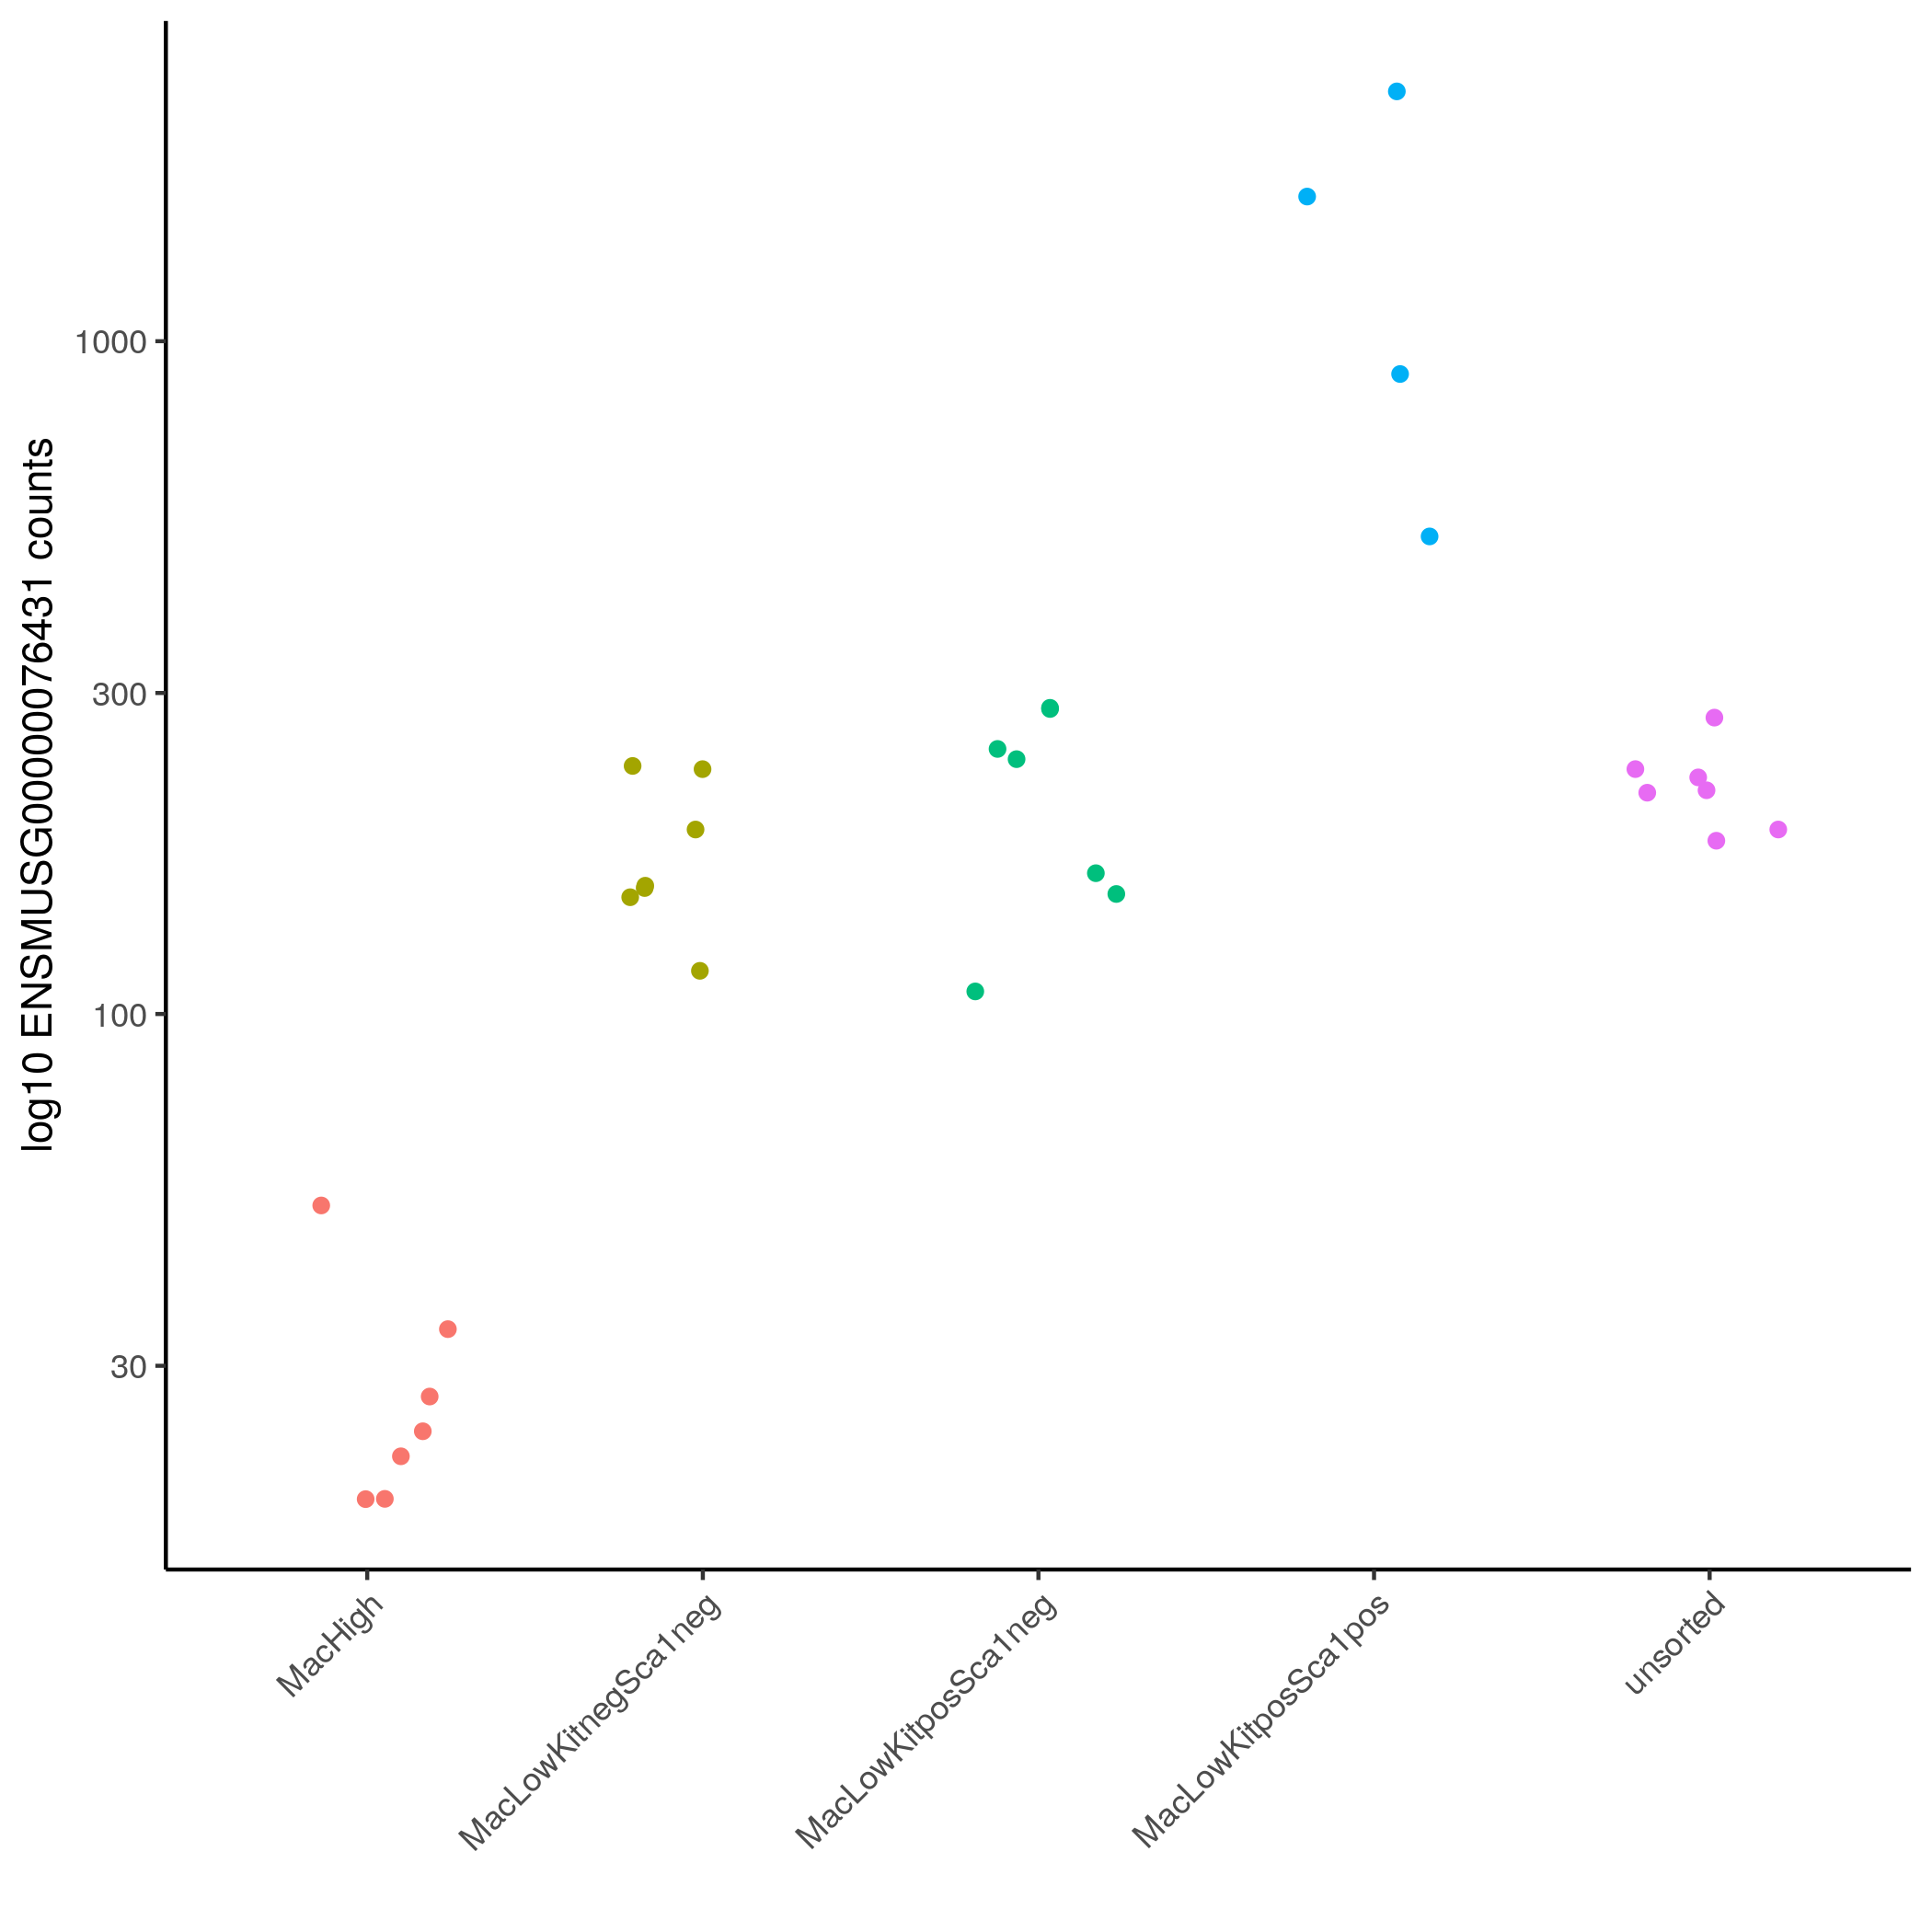 log10 ENSMUSG00000076431 counts
1000
300
100
30
MacHigh
MacLowKitnegSca1neg
MacLowKitposSca1neg
MacLowKitposSca1pos
unsorted